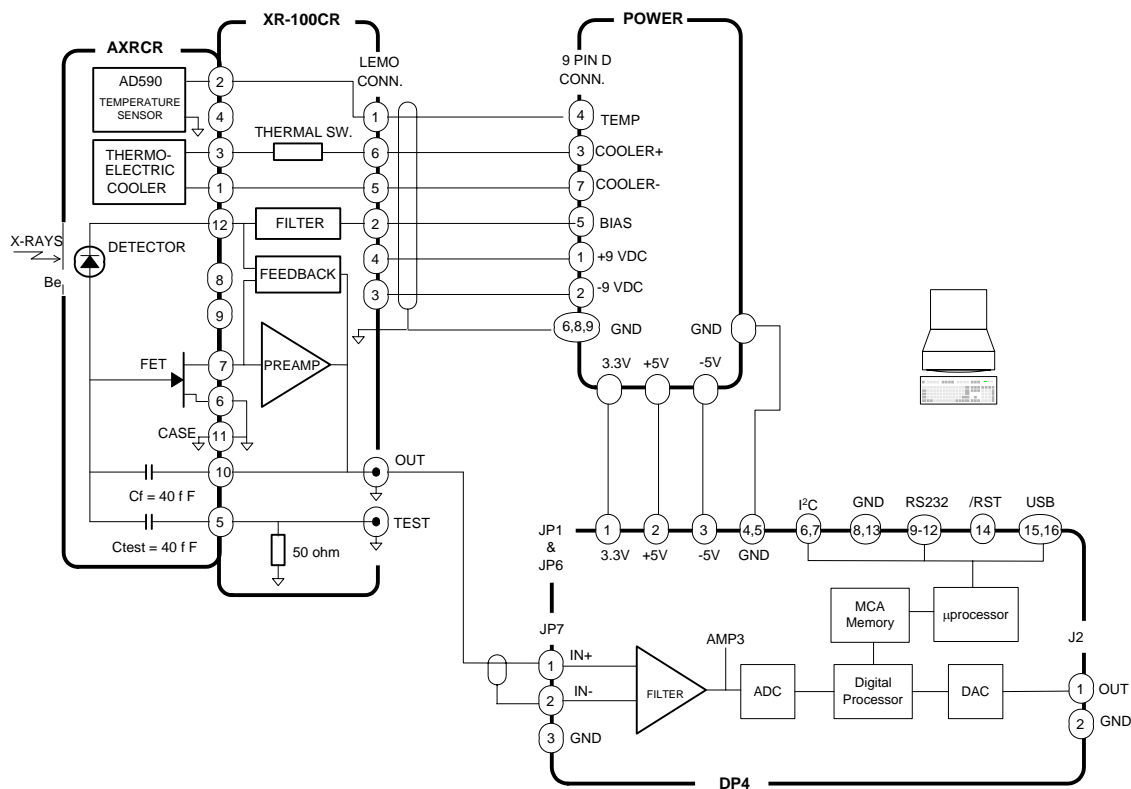 XR-100CR
POWER
AXRCR
LEMO
CONN.
9 PIN D
CONN.
AD590
TEMPERATURE
SENSOR
2
4
1
4
TEMP
THERMAL SW.
THERMO-
ELECTRIC
COOLER
3
6
3
COOLER+
1
5
7
COOLER-
12
FILTER
2
5
BIAS
X-RAYS
DETECTOR
Be
FEEDBACK
4
1
+9 VDC
8
3
2
-9 VDC
9
6,8,9
GND
GND
FET
7
PREAMP
3.3V
+5V
-5V
6
CASE
11
10
OUT
Cf = 40 f F
5
TEST
Ctest = 40 f F
50 ohm
JP1
&
JP6
I2C
GND
RS232
/RST
USB
1
2
3
4,5
6,7
8,13
9-12
14
15,16
3.3V
+5V
-5V
GND
MCA
Memory
µprocessor
JP7
AMP3
J2
1
IN+
2
IN-
3
GND
FILTER
ADC
Digital
Processor
DAC
1
OUT
2
GND
DP4